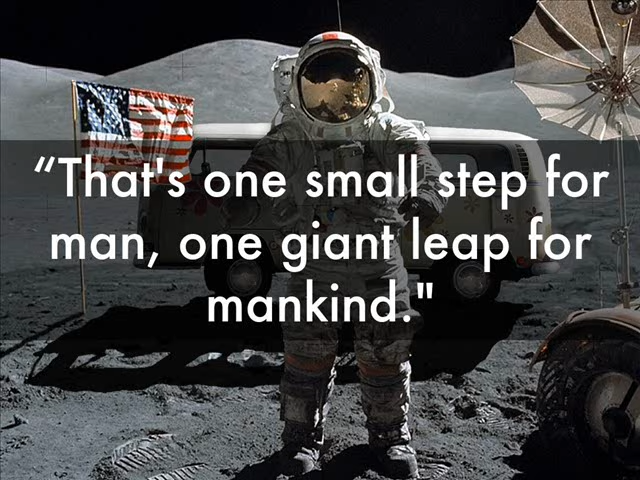 “That's one small step for
man, one giant leap for
mankind."